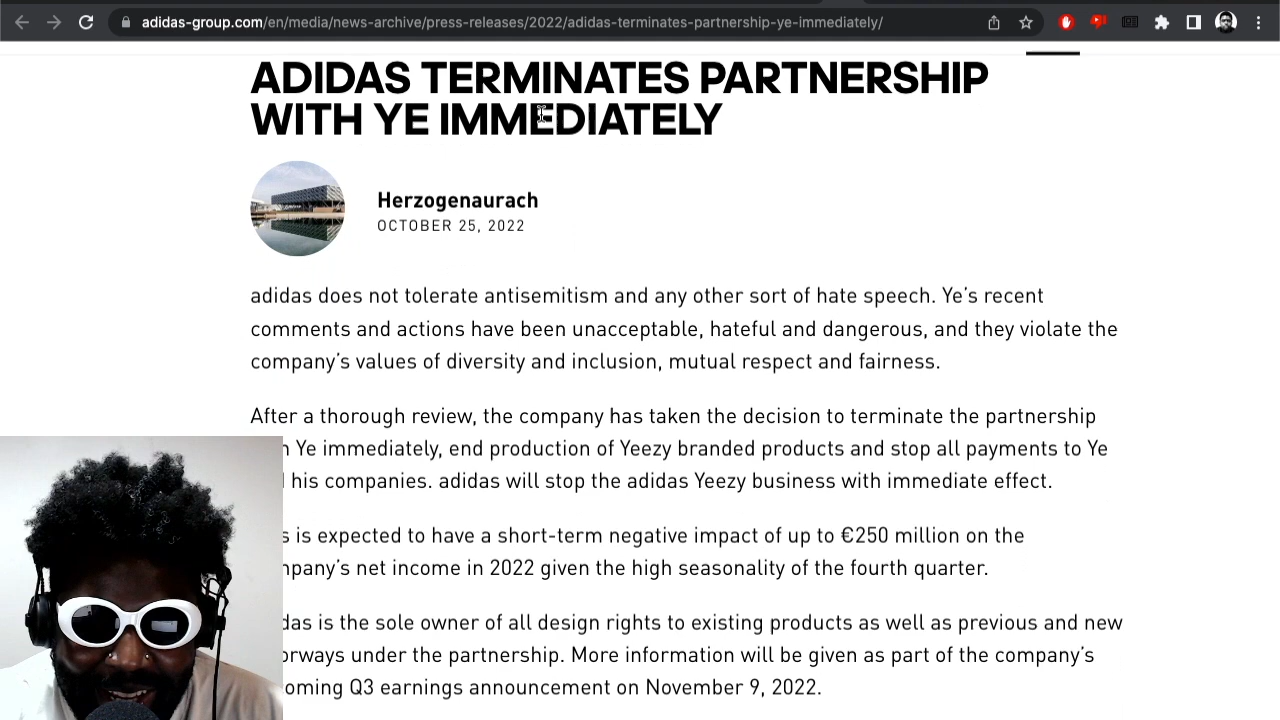 adidas-group.com/en/media/news-archive/press-releases/2022/adidas-terminates-partnership-ye-immediately/
ADIDAS TERMINATES PARTNERSHIP
WITH YE IMMEDIATELY
Herzogenaurach
OCTOBER 25, 2022
adidas does not tolerate antisemitism and any other sort of hate speech. Ye’s recent
comments and actions have been unacceptable, hateful and dangerous, and they violate the
company’s values of diversity and inclusion, mutual respect and fairness.
After a thorough review, the company has taken the decision to terminate the partnership
Ye immediately, end production of Yeezy branded products and stop all payments to Ye
his companies. adidas will stop the adidas Yeezy business with immediate effect.
is expected to have a short-term negative impact of up to €250 million on the
net income in 2022 given the high seasonality of the fourth quarter.
is the sole owner of all design rights to existing products as well as previous and new
under the partnership. More information will be given as part of the company’s
Q3 earnings announcement on November 9, 2022.